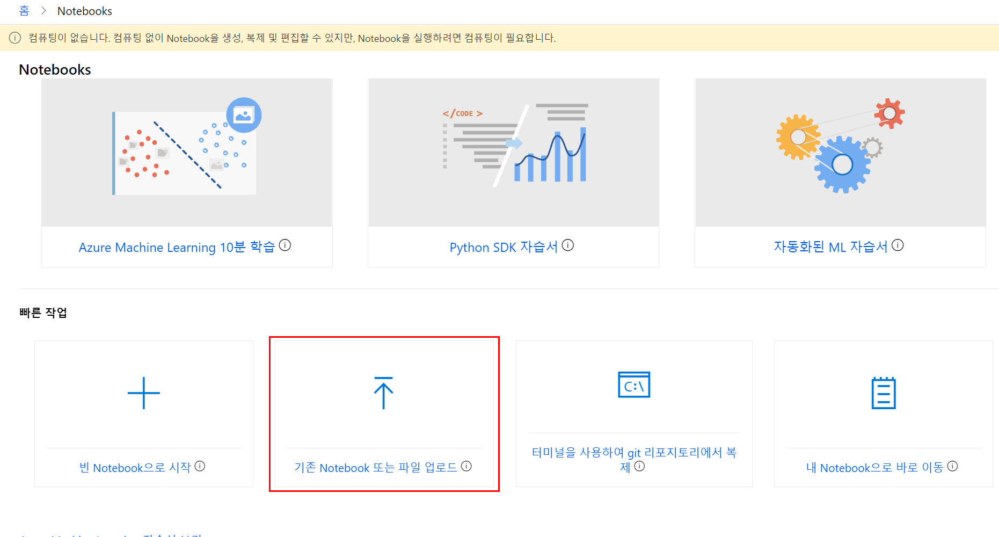 홈 > Notebooks
컴퓨팅이 없습니다. 컴퓨팅 없이 Notebook을 생성, 복제 및 편집할 수 있지만, Notebook을 실행하려면 컴퓨팅이 필요합니다.
Notebooks
</CODE >
Azure Machine Learning 10분 학습
Python SDK 자습서
자동화된 ML 자습서
빠른 작업
C:\
빈 Notebook으로 시작
기존 Notebook 또는 파일 업로드
터미널을 사용하여 git 리포지토리에서 복
제
내 Notebook으로 바로 이동